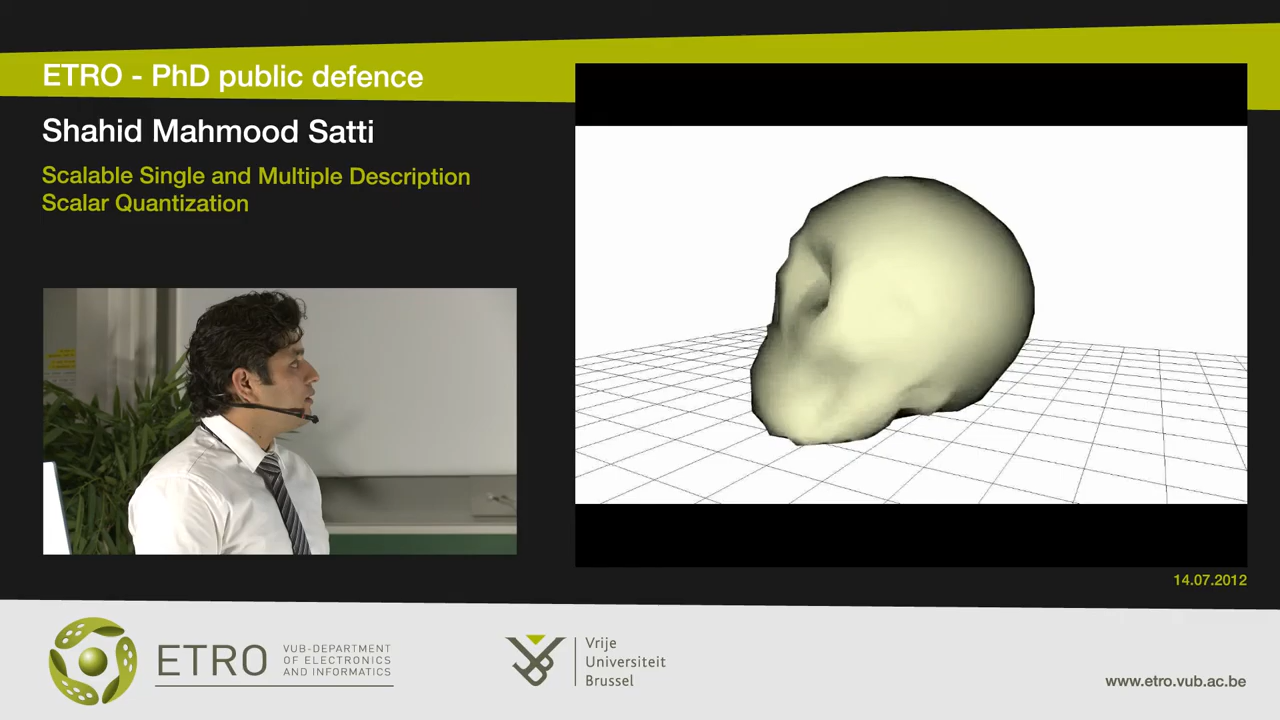 ETRO - PhD public defence
Shahid Mahmood Satti
Scalable Single and Multiple Description
Scalar Quantization
14.07.2012
ETRO
VUB-DEPARTMENT
OF ELECTRONICS
AND INFORMATICS
Vrije
Universiteit
Brussel
www.etro.vub.ac.be